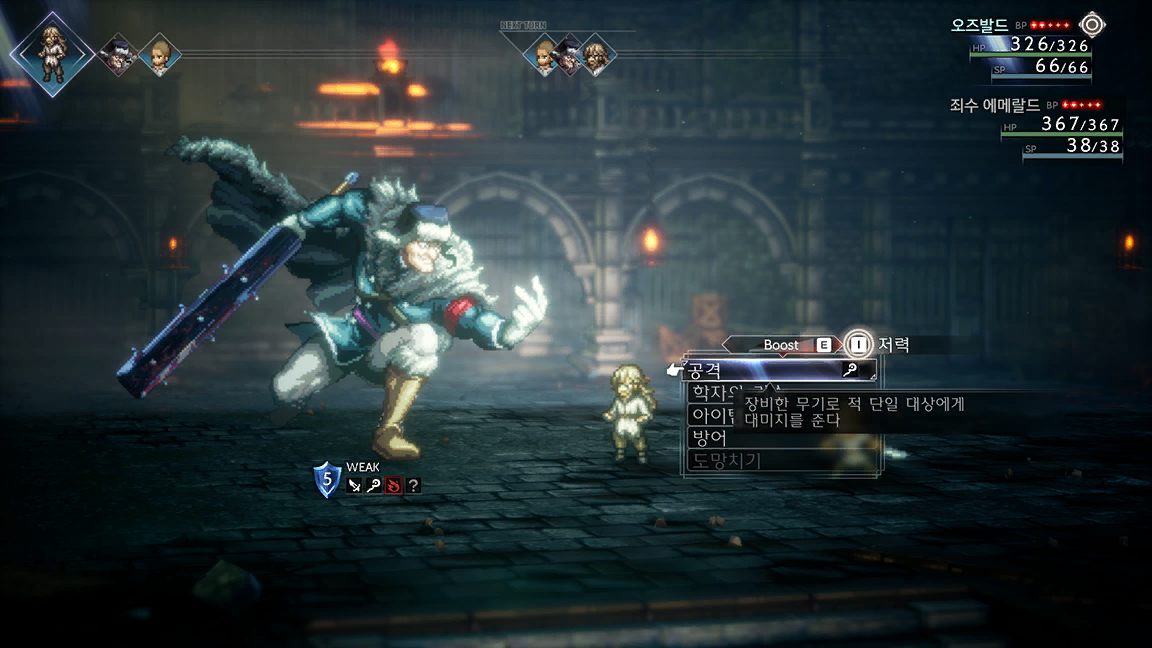 NEXT TURN
오즈발드 BP
HP 326/326
SP 66/66
죄수 에메랄드 BP
HP 367/367
SP 38/38
Boost E I 저력
공격
학자의
장비한 무기로 적 단일 대상에게
대미지를 준다
방어
도망치기
WEAK
5
?